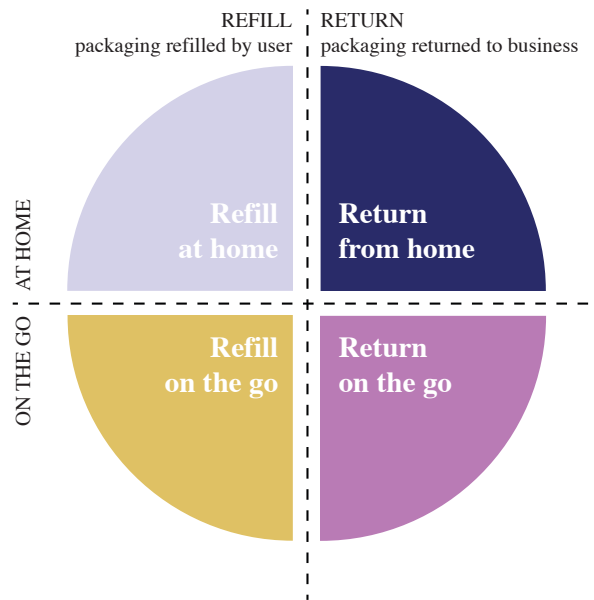 REFILL
packaging refilled by user
RETURN
packaging returned to business
AT HOME
Refill
at home
Return
from home
ON THE GO
Refill
on the go
Return
on the go